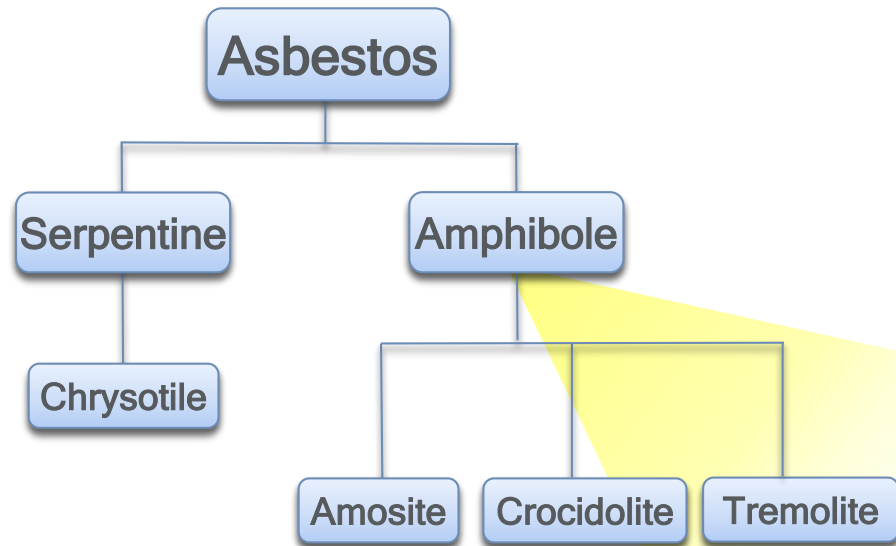 Asbestos
Serpentine
Amphibole
Chrysotile
Amosite
Crocidolite
Tremolite